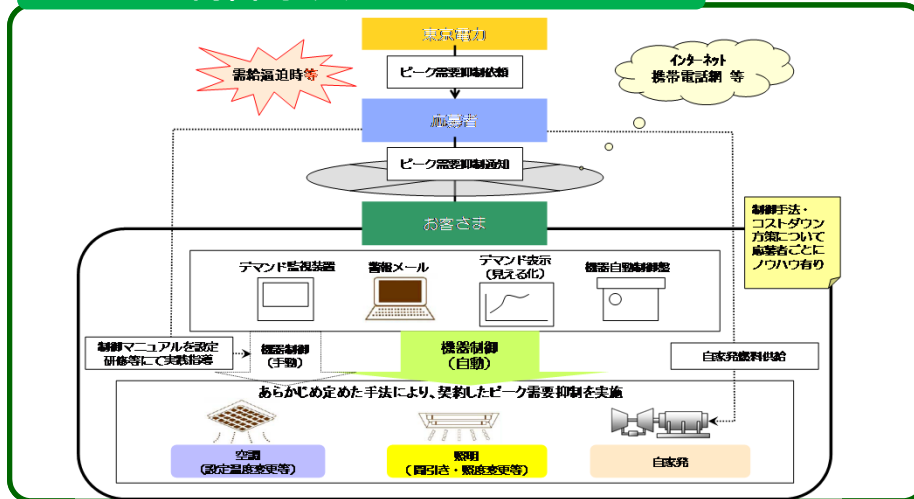 東京電力
需給逼迫時等
ピーク需要抑制依頼
インターネット
携帯電話網 等
応募者
ピーク需要抑制通知
お客さま
制御手法・
コストダウン
方策について
応募者ごとに
ノウハウ有り
デマンド監視装置
警報メール
デマンド表示
(見える化)
機器自動制御盤
制御マニュアルを設定
研修等にて実践指導
機器制御
(手動)
機器制御
(自動)
自家発燃料供給
あらかじめ定めた手法により、契約したピーク需要抑制を実施
空調
(設定温度変更等)
照明
(間引き・照度変更等)
自家発